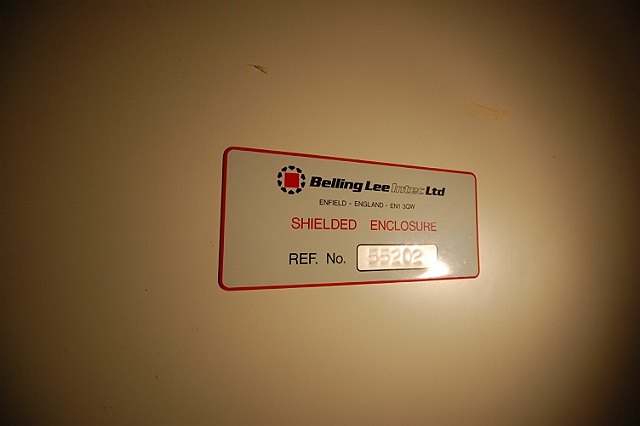 Belling Lee Intec Ltd
ENFIELD - ENGLAND - EN1 3QW
SHIELDED ENCLOSURE
REF. No. 55202